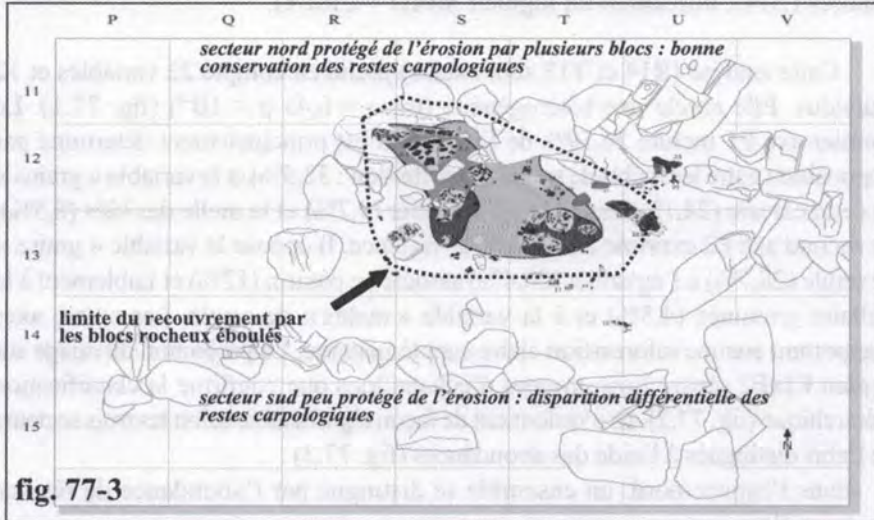 P Q R S T U V
secteur nord protégé de l'érosion par plusieurs blocs : bonne
conservation des restes carpologiques
11
12
13
limite du recouvrement par
les blocs rocheux éboulés
14
secteur sud peu protégé de l'érosion : disparition différentielle des
restes carpologiques
15
N
fig. 77-3